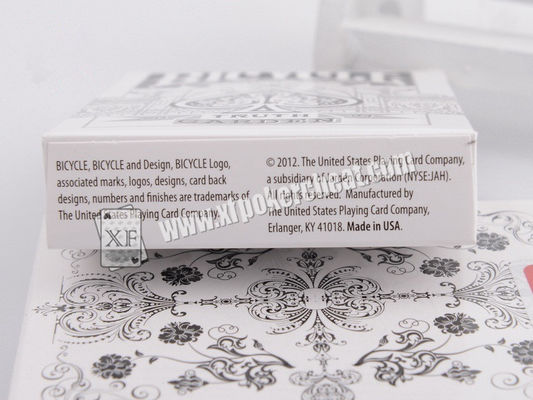 TRUTH
GARDEN
BICYCLE, BICYCLE and Design, BICYCLE Logo,
associated marks, logos, designs, card back
designs, numbers and finishes are trademarks of
The United States Playing Card Company.
© 2012. The United States Playing Card Company,
a subsidiary of Jarden Corporation (NYSE:JAH).
All rights reserved. Manufactured by
The United States Playing Card Company,
Erlanger, KY 41018. Made in USA.
www.xfpokercheat.com
XF